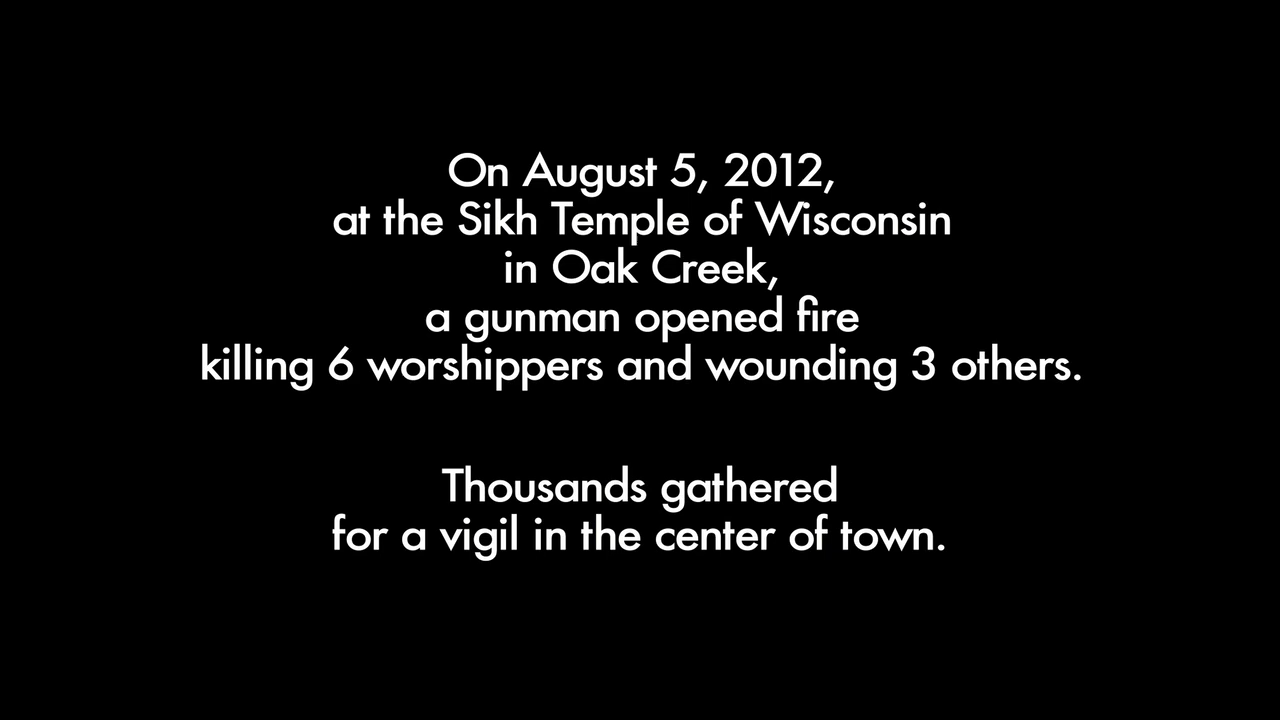 On August 5, 2012,
at the Sikh Temple of Wisconsin
in Oak Creek,
a gunman opened fire
killing 6 worshippers and wounding 3 others.
Thousands gathered
for a vigil in the center of town.